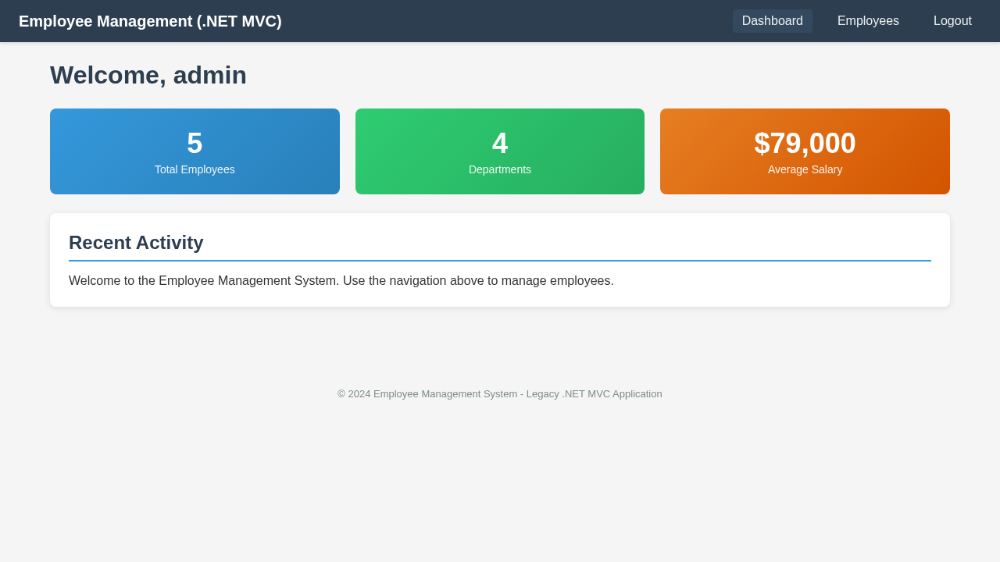 Employee Management (.NET MVC)
Dashboard
Employees
Logout
Welcome, admin
5
Total Employees
4
Departments
$79,000
Average Salary
Recent Activity
Welcome to the Employee Management System. Use the navigation above to manage employees.
© 2024 Employee Management System - Legacy .NET MVC Application